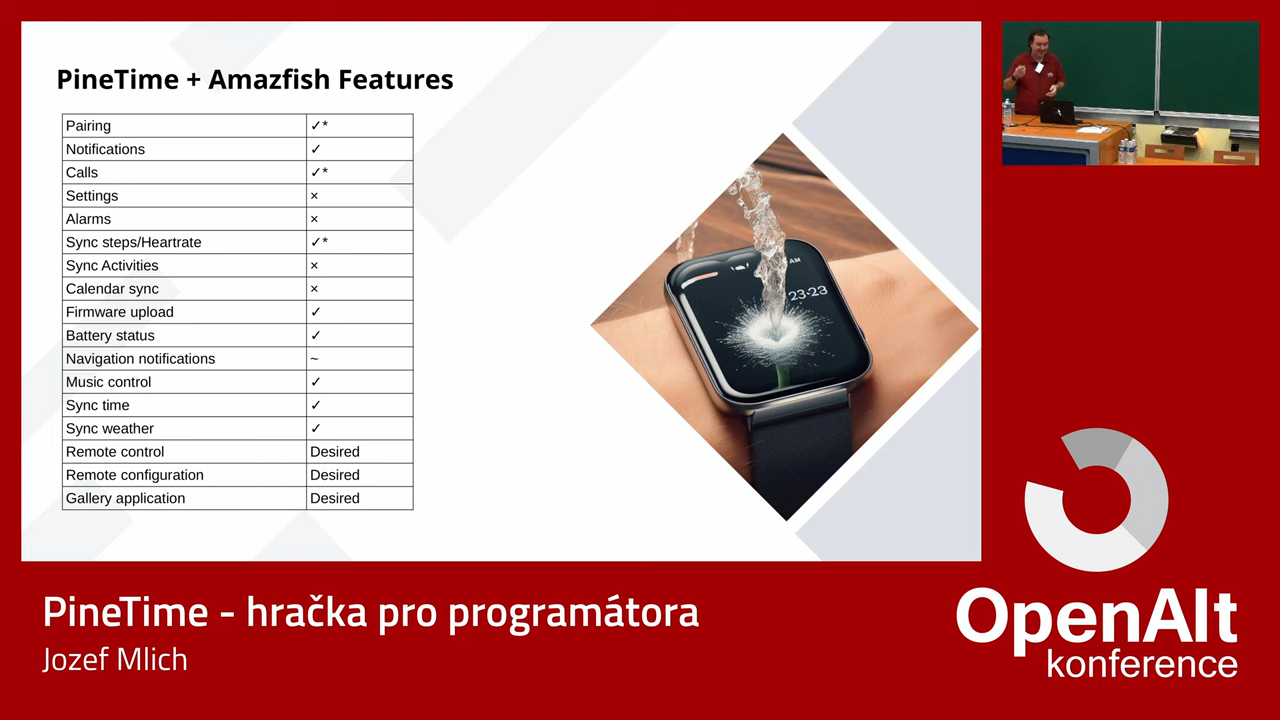 PineTime + Amazfish Features
Pairing ✓*
Notifications ✓
Calls ✓*
Settings ×
Alarms ×
Sync steps/Heartrate ✓*
Sync Activities ×
Calendar sync ×
Firmware upload ✓
Battery status ✓
Navigation notifications ~
Music control ✓
Sync time ✓
Sync weather ✓
Remote control Desired
Remote configuration Desired
Gallery application Desired
AM
23:23
PineTime - hračka pro programátora
Jozef Mlich
OpenAlt
konference